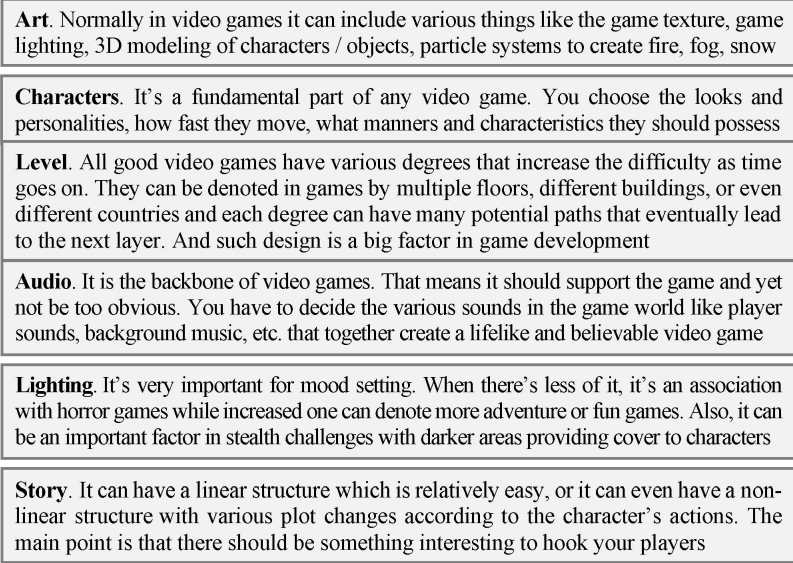 Art. Normally in video games it can include various things like the game texture, game
lighting, 3D modeling of characters / objects, particle systems to create fire, fog, snow
Characters. It’s a fundamental part of any video game. You choose the looks and
personalities, how fast they move, what manners and characteristics they should possess
Level. All good video games have various degrees that increase the difficulty as time
goes on. They can be denoted in games by multiple floors, different buildings, or even
different countries and each degree can have many potential paths that eventually lead
to the next layer. And such design is a big factor in game development
Audio. It is the backbone of video games. That means it should support the game and yet
not be too obvious. You have to decide the various sounds in the game world like player
sounds, background music, etc. that together create a lifelike and believable video game
Lighting. It’s very important for mood setting. When there’s less of it, it’s an association
with horror games while increased one can denote more adventure or fun games. Also, it can
be an important factor in stealth challenges with darker areas providing cover to characters
Story. It can have a linear structure which is relatively easy, or it can even have a non-
linear structure with various plot changes according to the character’s actions. The
main point is that there should be something interesting to hook your players